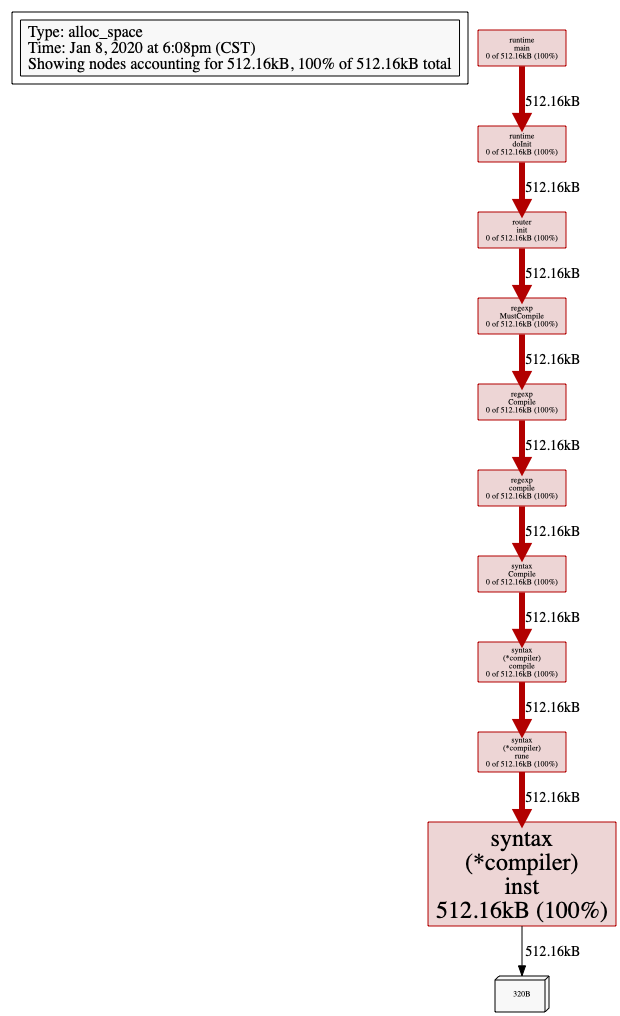 Type: alloc_space
Time: Jan 8, 2020 at 6:08pm (CST)
Showing nodes accounting for 512.16kB, 100% of 512.16kB total
runtime
main
0 of 512.16kB (100%)
512.16kB
runtime
doInit
0 of 512.16kB (100%)
512.16kB
router
init
0 of 512.16kB (100%)
512.16kB
regexp
MustCompile
0 of 512.16kB (100%)
512.16kB
regexp
Compile
0 of 512.16kB (100%)
512.16kB
regexp
compile
0 of 512.16kB (100%)
512.16kB
syntax
Compile
0 of 512.16kB (100%)
512.16kB
syntax
(*compiler)
compile
0 of 512.16kB (100%)
512.16kB
syntax
(*compiler)
rune
0 of 512.16kB (100%)
512.16kB
syntax
(*compiler)
inst
512.16kB (100%)
512.16kB
320B